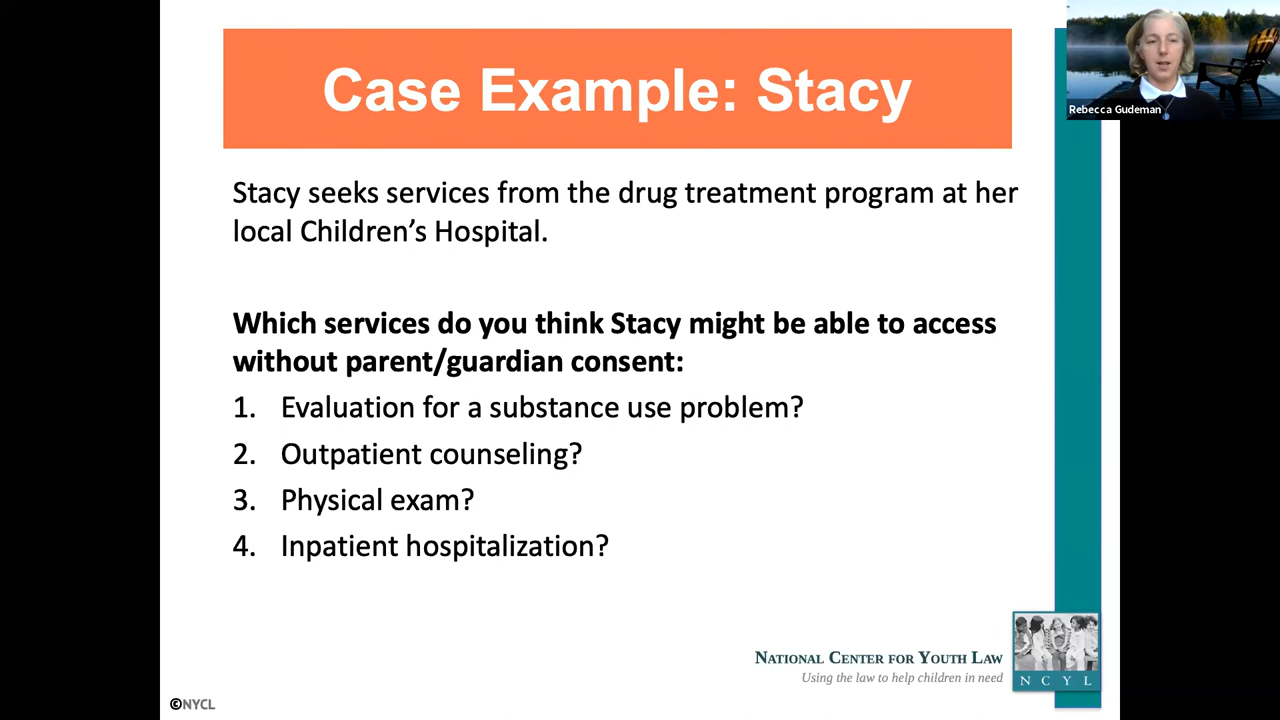 Case Example: Stacy
Rebecca Gudeman
Stacy seeks services from the drug treatment program at her
local Children’s Hospital.
Which services do you think Stacy might be able to access
without parent/guardian consent:
1. Evaluation for a substance use problem?
2. Outpatient counseling?
3. Physical exam?
4. Inpatient hospitalization?
National Center for Youth Law
Using the law to help children in need
N C Y L
©NYCL